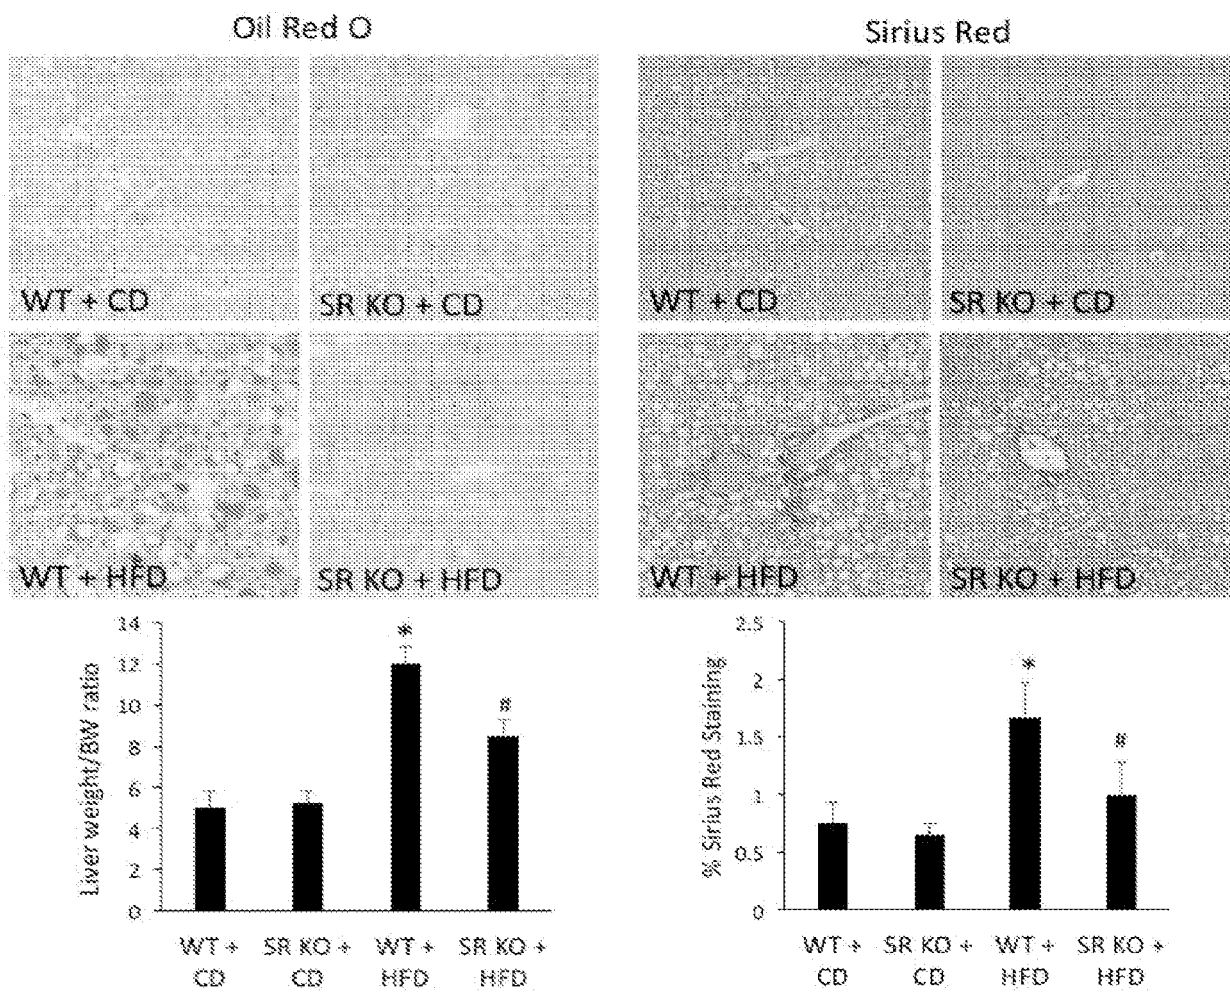 Oil Red O
Sirius Red
WT + CD
SR KO + CD
WT + CD
SR KO + CD
WT + HFD
SR KO + HFD
WT + HFD
SR KO + HFD
Liver weight/BW ratio
14
12
10
8
6
4
2
0
*
#
WT +
CD
SR KO +
CD
WT +
HFD
SR KO +
HFD
% Sirius Red Staining
2.5
2
1.5
1
0.5
0
*
#
WT +
CD
SR KO +
CD
WT +
HFD
SR KO +
HFD